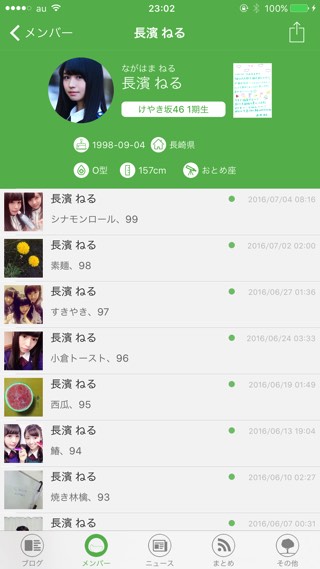 au 23:02 100%
メンバー 長濱 ねる
ながはま ねる
長濱 ねる
けやき坂46 1期生
1998-09-04 長崎県
O型 157cm おとめ座
長濱 ねる 2016/07/04 08:16
シナモンロール、99
長濱 ねる 2016/07/02 02:00
素麺、98
長濱 ねる 2016/06/27 01:36
すきやき、97
長濱 ねる 2016/06/24 03:33
小倉トースト、96
長濱 ねる 2016/06/19 01:49
西瓜、95
長濱 ねる 2016/06/13 19:04
鰆、94
長濱 ねる 2016/06/10 02:27
焼き林檎、93
長濱 ねる 2016/06/07 00:31
ブログ メンバー ニュース まとめ その他